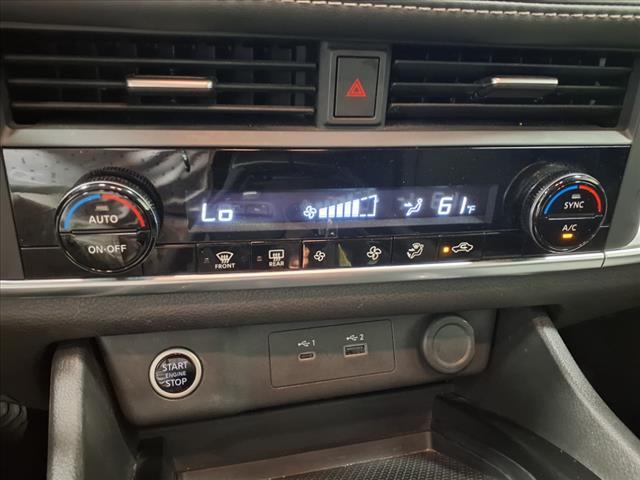 AUTO
ON·OFF
Lo
61°F
SYNC
A/C
FRONT
REAR
START
ENGINE
STOP
1
2